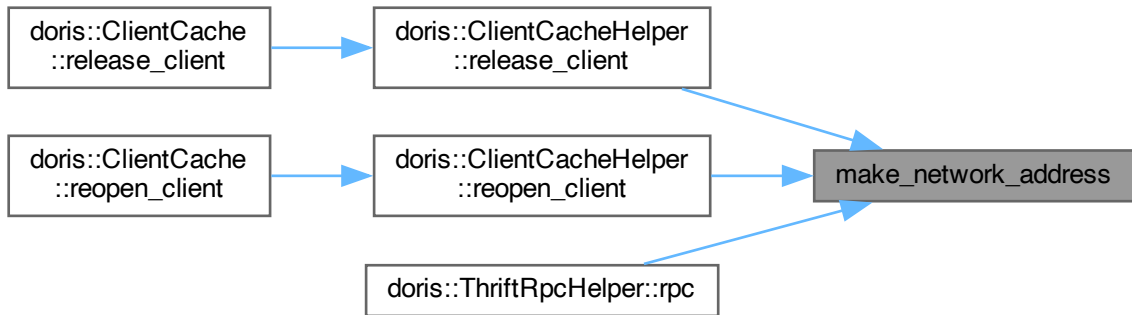 doris::ClientCache
::release_client
doris::ClientCacheHelper
::release_client
doris::ClientCache
::reopen_client
doris::ClientCacheHelper
::reopen_client
make_network_address
doris::ThriftRpcHelper::rpc